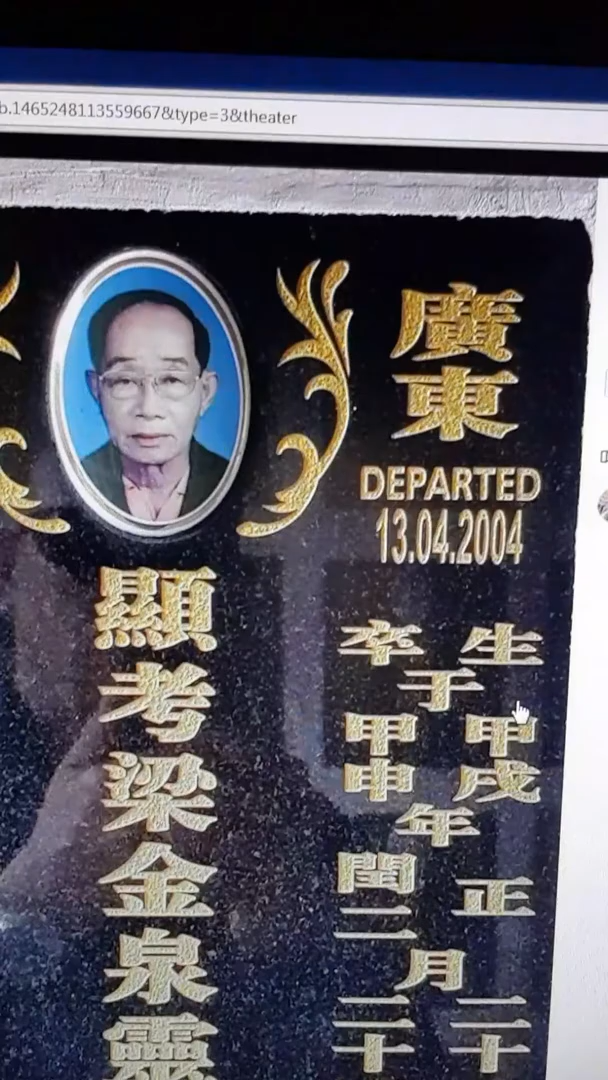 b.1465248113559667&type=3&theater
廣東
DEPARTED
13.04.2004
生于甲戌年正月二十
卒于甲申年閏二月二十
顯考梁金泉靈